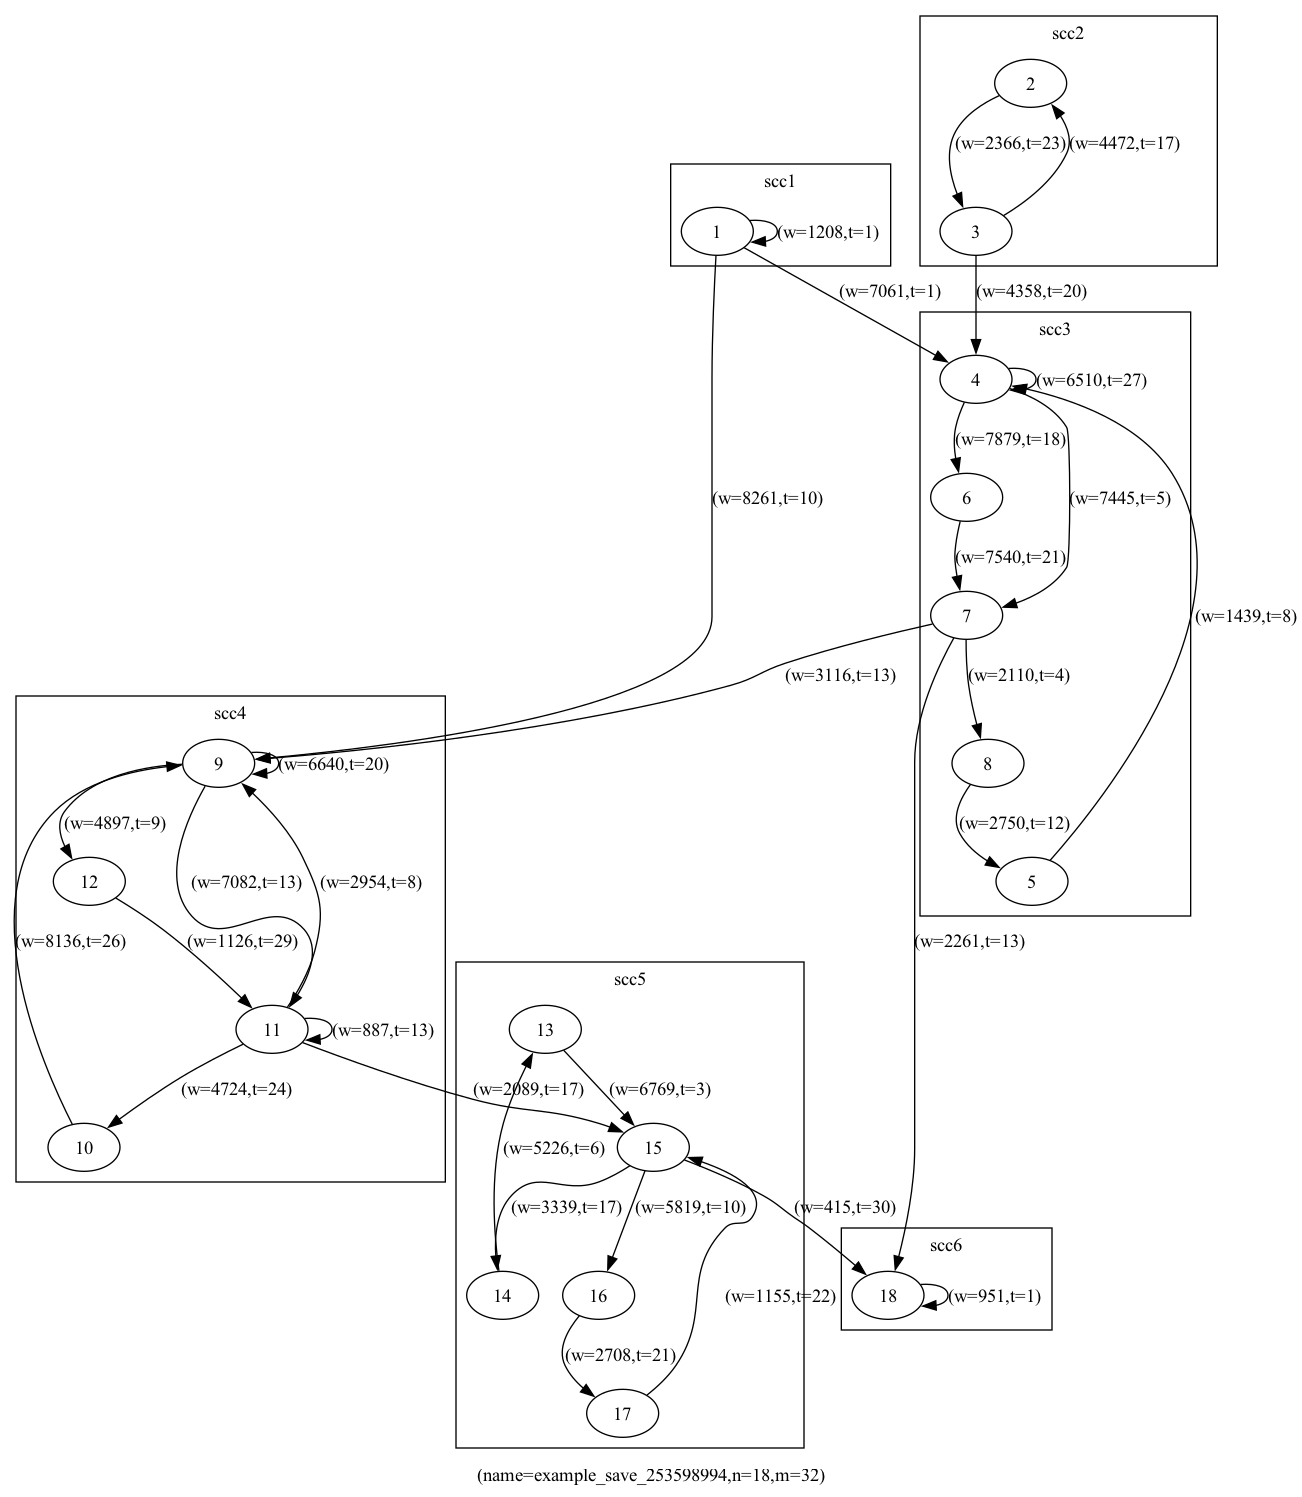 scc2
2
(w=2366,t=23)
(w=4472,t=17)
scc1
1
(w=1208,t=1)
3
(w=7061,t=1)
(w=4358,t=20)
scc3
4
(w=6510,t=27)
(w=7879,t=18)
6
(w=8261,t=10)
(w=7445,t=5)
(w=7540,t=21)
7
(w=1439,t=8)
(w=3116,t=13)
(w=2110,t=4)
scc4
9
(w=6640,t=20)
8
(w=4897,t=9)
(w=2750,t=12)
12
(w=7082,t=13)
(w=2954,t=8)
5
(w=8136,t=26)
(w=1126,t=29)
(w=2261,t=13)
scc5
11
(w=887,t=13)
13
(w=4724,t=24)
(w=2089,t=17)
(w=6769,t=3)
10
(w=5226,t=6)
15
(w=3339,t=17)
(w=5819,t=10)
(w=415,t=30)
scc6
14
16
(w=1155,t=22)
18
(w=951,t=1)
(w=2708,t=21)
17
(name=example_save_253598994,n=18,m=32)